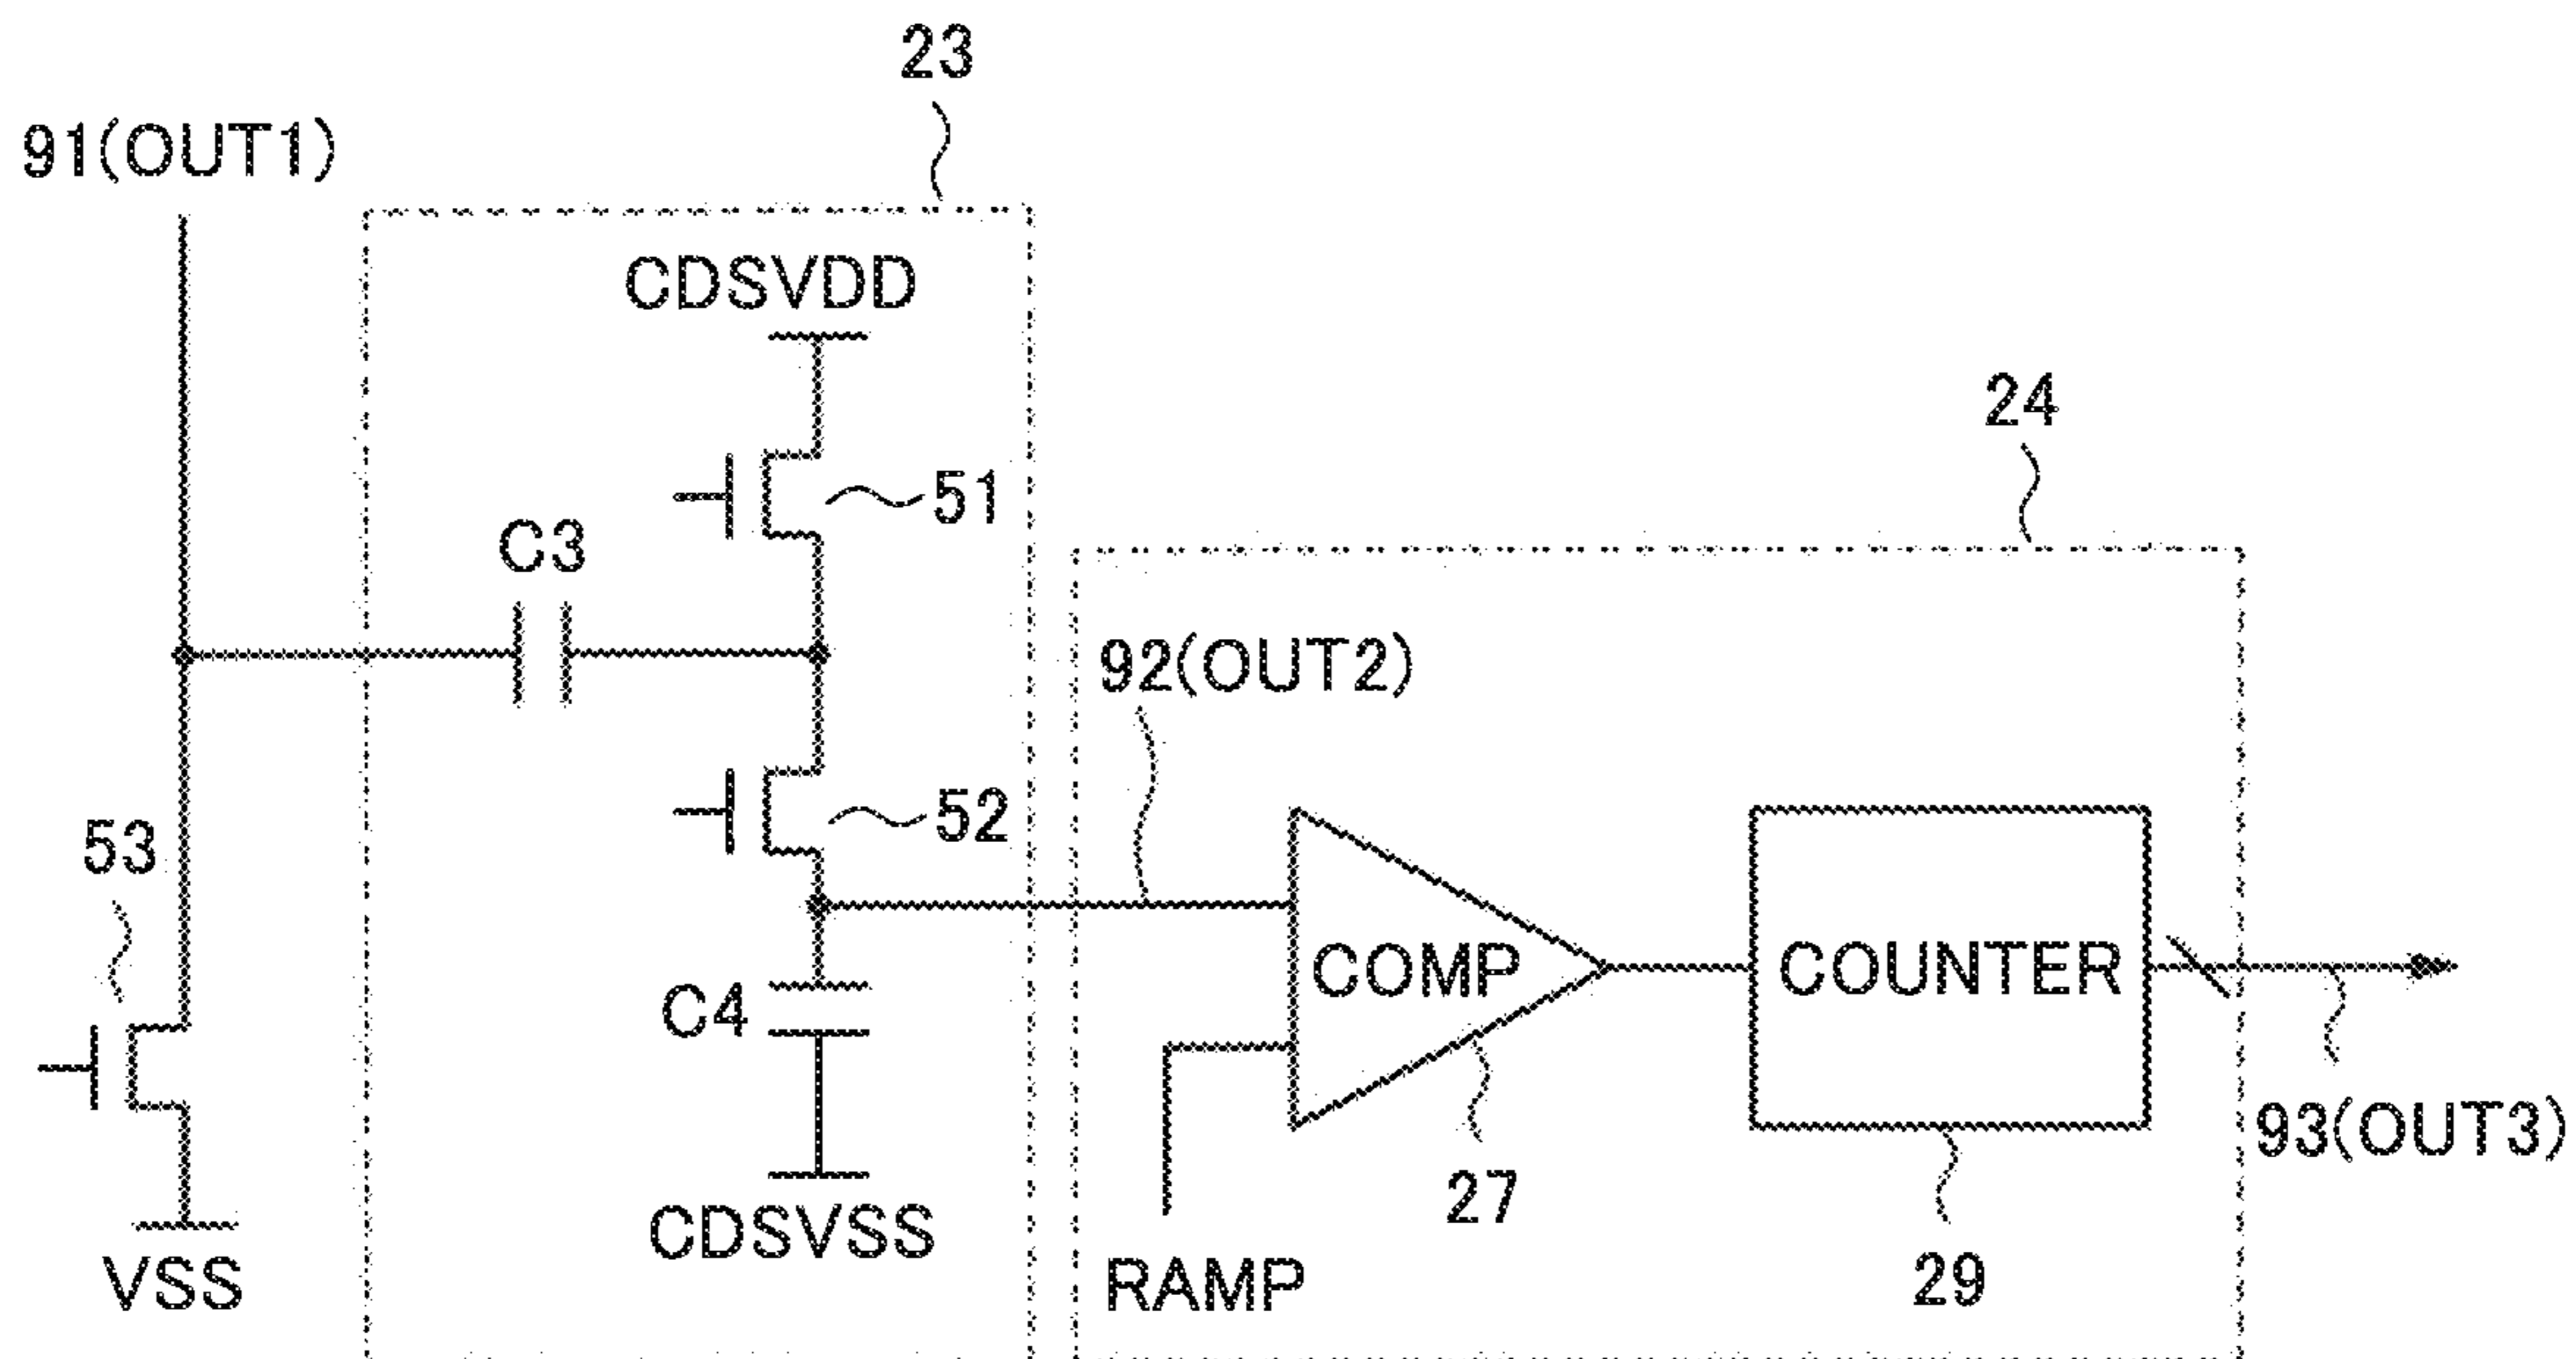 23
91(OUT1)
CDSVDD
24
51
C3
92(OUT2)
52
53
COMP
COUNTER
C4
93(OUT3)
27
CDSVSS
29
VSS
RAMP